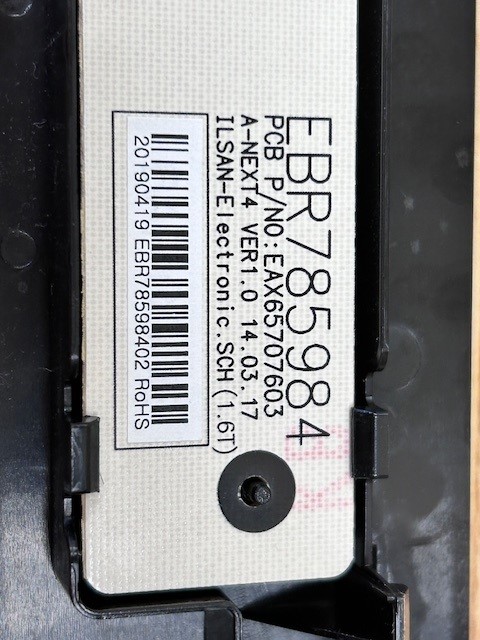 EBR785984
PCB P/NO:EAX65707603
A-NEXT4 VER1.0 14.03.17
ILSAN-Electronic.SCH(1.6T)
20190419 EBR78598402 RoHS